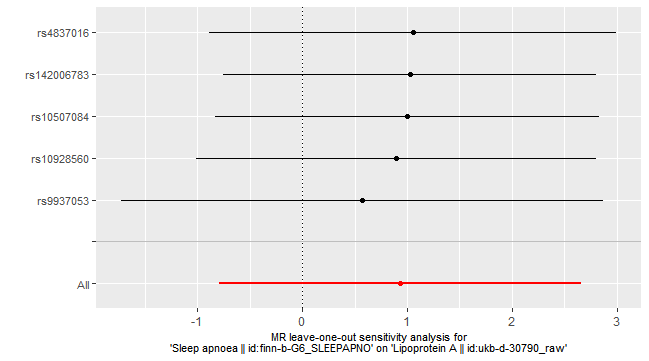 rs4837016
rs142006783
rs10507084
rs10928560
rs9937053
All
-1 0 1 2 3
MR leave-one-out sensitivity analysis for
'Sleep apnoea || id:finn-b-G6_SLEEPAPNO' on 'Lipoprotein A || id:ukb-d-30790_raw'